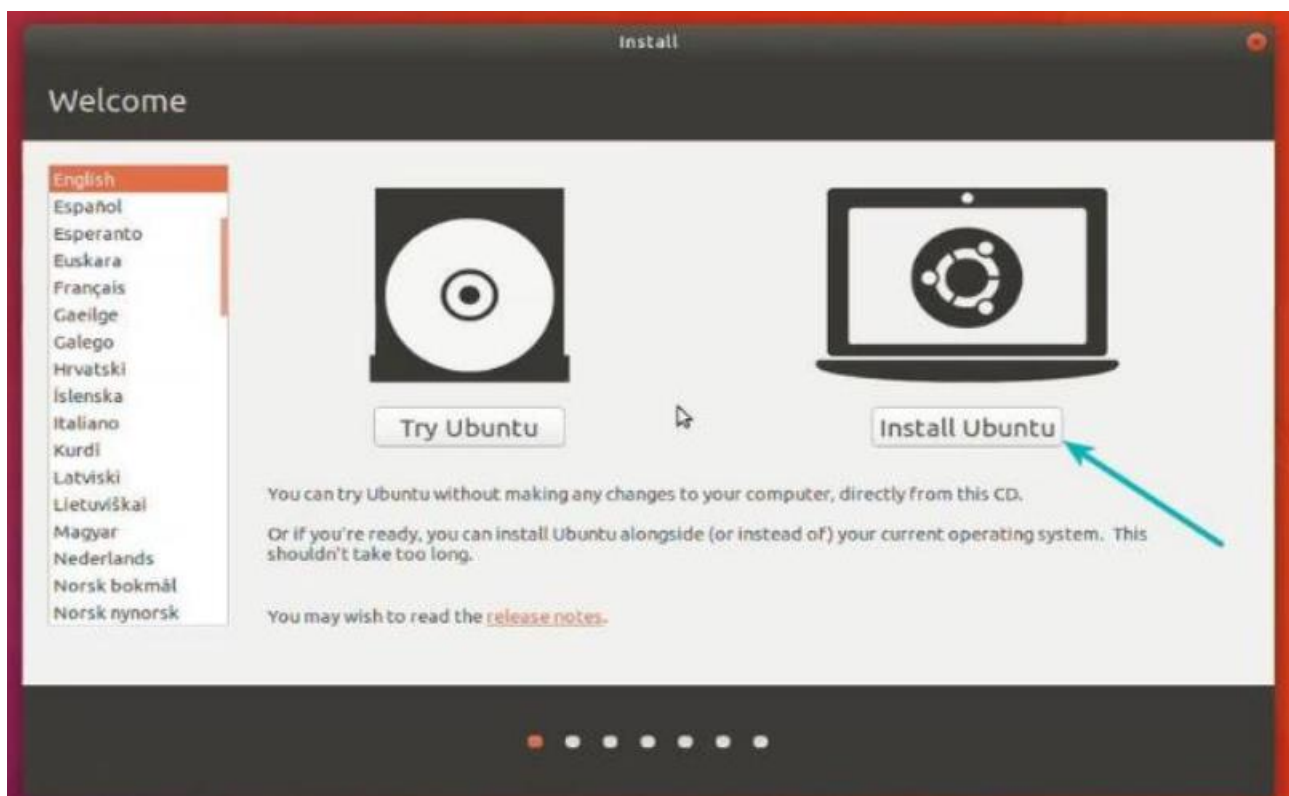 Install
Welcome
English
Español
Esperanto
Euskara
Français
Gaeilge
Galego
Hrvatski
Íslenska
Italiano
Kurdî
Latviski
Lietuviškai
Magyar
Nederlands
Norsk bokmål
Norsk nynorsk
Try Ubuntu
Install Ubuntu
You can try Ubuntu without making any changes to your computer, directly from this CD.
Or if you're ready, you can install Ubuntu alongside (or instead of) your current operating system. This
shouldn't take too long.
You may wish to read the release notes.